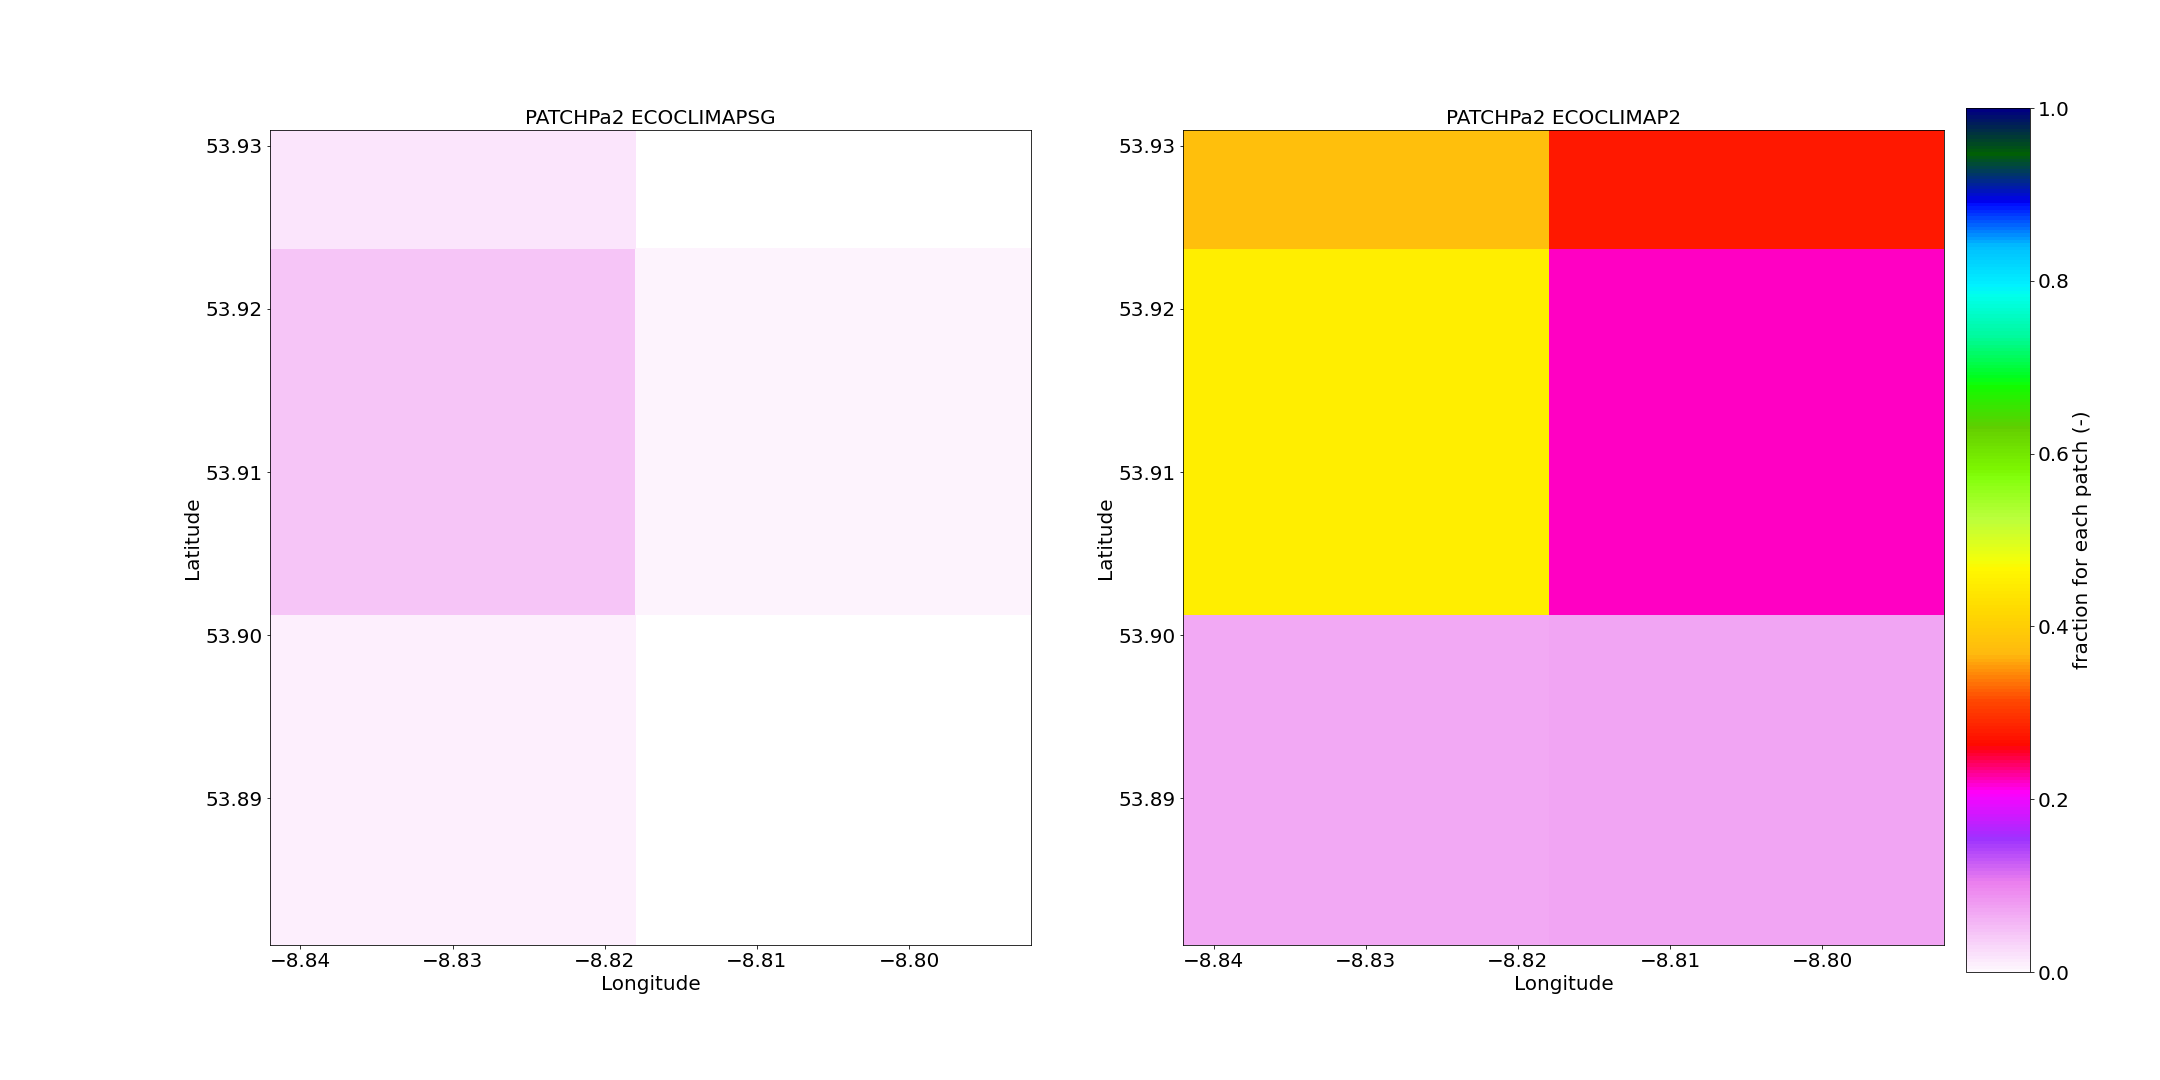 PATCHPa2 ECOCLIMAPSG
53.93
53.92
53.91
53.90
53.89
Latitude
−8.84 −8.83 −8.82 −8.81 −8.80
Longitude
PATCHPa2 ECOCLIMAP2
53.93
53.92
53.91
53.90
53.89
Latitude
−8.84 −8.83 −8.82 −8.81 −8.80
Longitude
1.0
0.8
0.6
0.4
0.2
0.0
fraction for each patch (-)